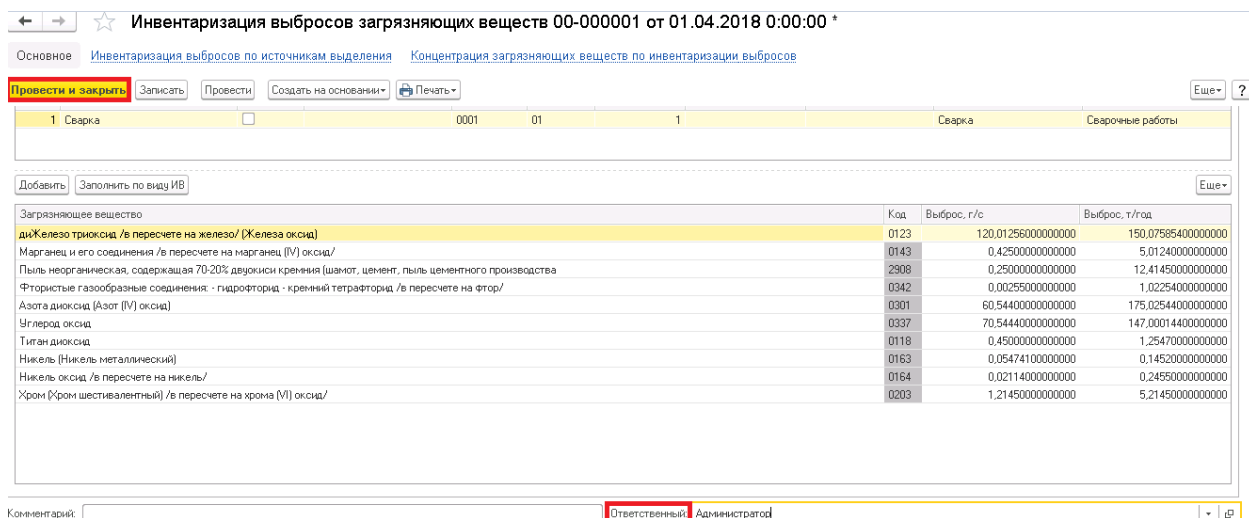 Инвентаризация выбросов загрязняющих веществ 00-000001 от 01.04.2018 0:00:00 *
Основное Инвентаризация выбросов по источникам выделения Концентрация загрязняющих веществ по инвентаризации выбросов
Провести и закрыть Записать Провести Создать на основании Печать Еще ?
1 Сварка 0001 01 1 Сварка Сварочные работы
Добавить Заполнить по виду ИВ Еще
Загрязняющее вещество Код Выброс, г/с Выброс, т/год
диЖелезо триоксид /в пересчете на железо/ (Железа оксид) 0123 120,01256000000000 150,07585400000000
Марганец и его соединения /в пересчете на марганец (IV) оксид/ 0143 0,42500000000000 5,01240000000000
Пыль неорганическая, содержащая 70-20% двуокиси кремния (шамот, цемент, пыль цементного производства 2908 0,25000000000000 12,41450000000000
Фтористые газообразные соединения: - гидрофторид - кремний тетрафторид /в пересчете на фтор/ 0342 0,00255000000000 1,02254000000000
Азота диоксид (Азот (IV) оксид) 0301 60,54400000000000 175,02544000000000
Углерод оксид 0337 70,54440000000000 147,00014400000000
Титан диоксид 0118 0,45000000000000 1,25470000000000
Никель (Никель металлический) 0163 0,05474100000000 0,14520000000000
Никель оксид /в пересчете на никель/ 0164 0,02114000000000 0,24550000000000
Хром (Хром шестивалентный) /в пересчете на хрома (VI) оксид/ 0203 1,21450000000000 5,21450000000000
Комментарий: Ответственный: Администратор